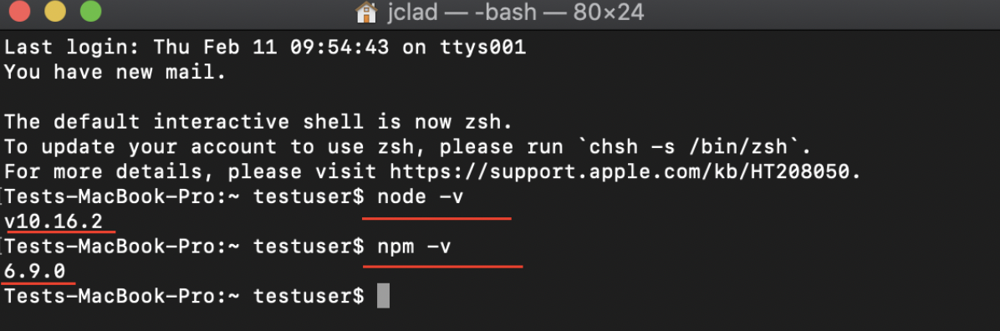 jclad — -bash — 80×24
Last login: Thu Feb 11 09:54:43 on ttys001
You have new mail.
The default interactive shell is now zsh.
To update your account to use zsh, please run `chsh -s /bin/zsh`.
For more details, please visit https://support.apple.com/kb/HT208050.
[Tests-MacBook-Pro:~ testuser$ node -v
v10.16.2
[Tests-MacBook-Pro:~ testuser$ npm -v
6.9.0
Tests-MacBook-Pro:~ testuser$